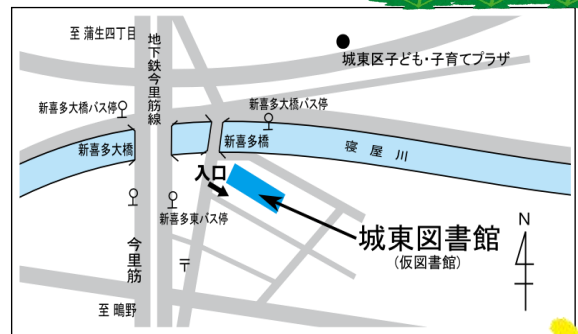 至 蒲生四丁目
地下鉄今里筋線
城東区子ども・子育てプラザ
新喜多大橋バス停
新喜多大橋バス停
新喜多大橋
新喜多橋
寝屋川
入口
新喜多東バス停
城東図書館
(仮図書館)
N
今里筋
〒
至 鴫野